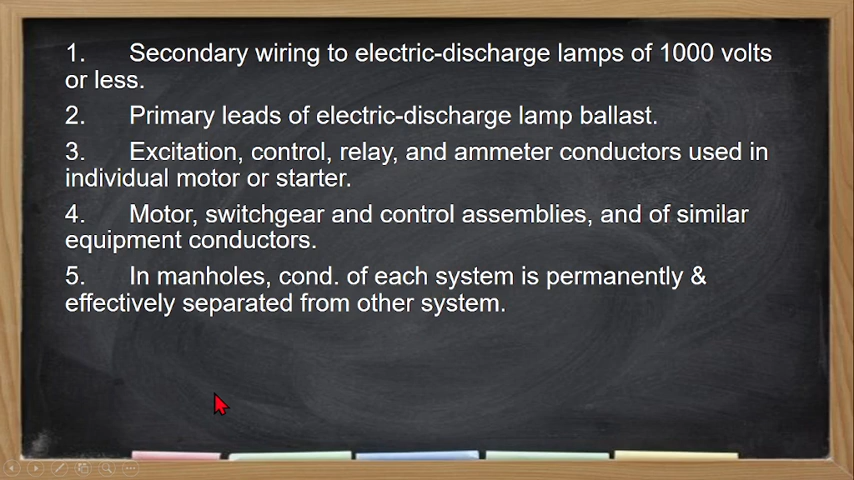 1. Secondary wiring to electric-discharge lamps of 1000 volts
or less.
2. Primary leads of electric-discharge lamp ballast.
3. Excitation, control, relay, and ammeter conductors used in
individual motor or starter.
4. Motor, switchgear and control assemblies, and of similar
equipment conductors.
5. In manholes, cond. of each system is permanently &
effectively separated from other system.